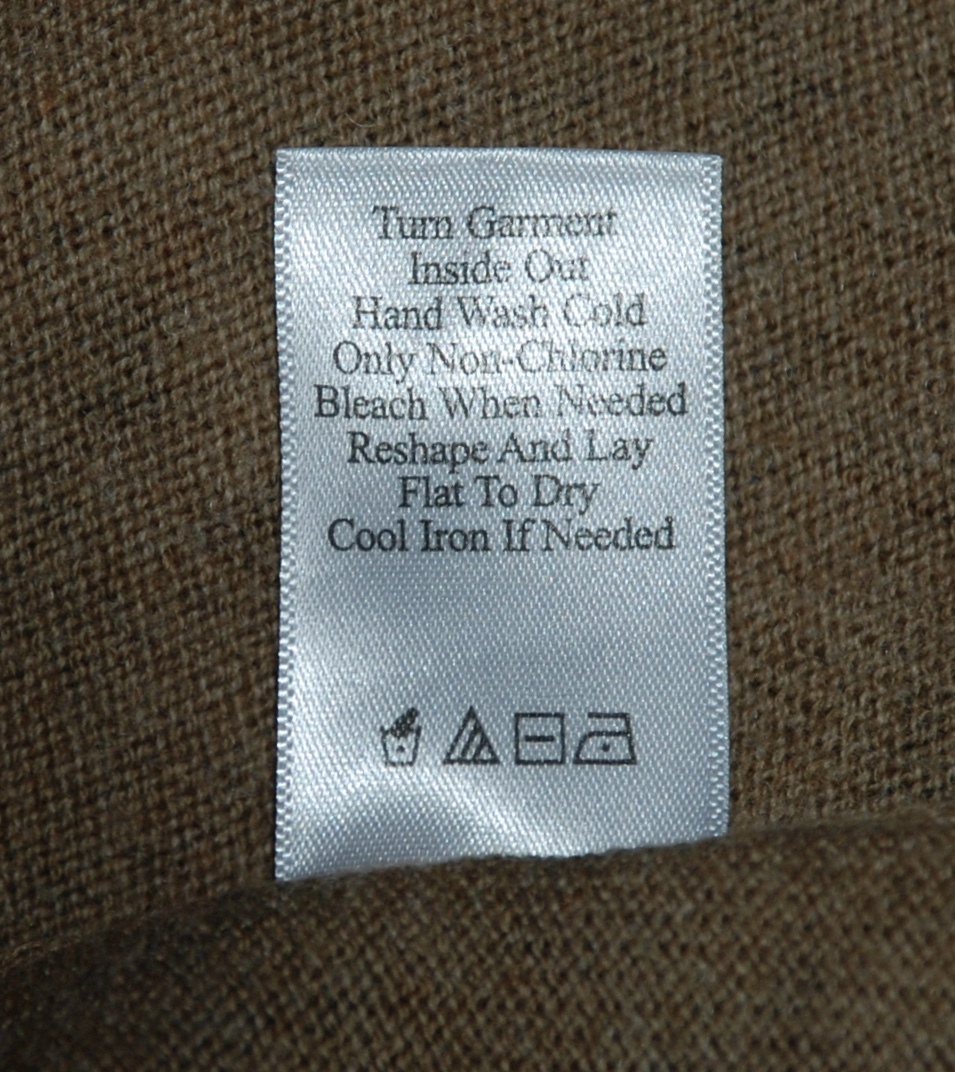 Turn Garment
Inside Out
Hand Wash Cold
Only Non-Chlorine
Bleach When Needed
Reshape And Lay
Flat To Dry
Cool Iron If Needed